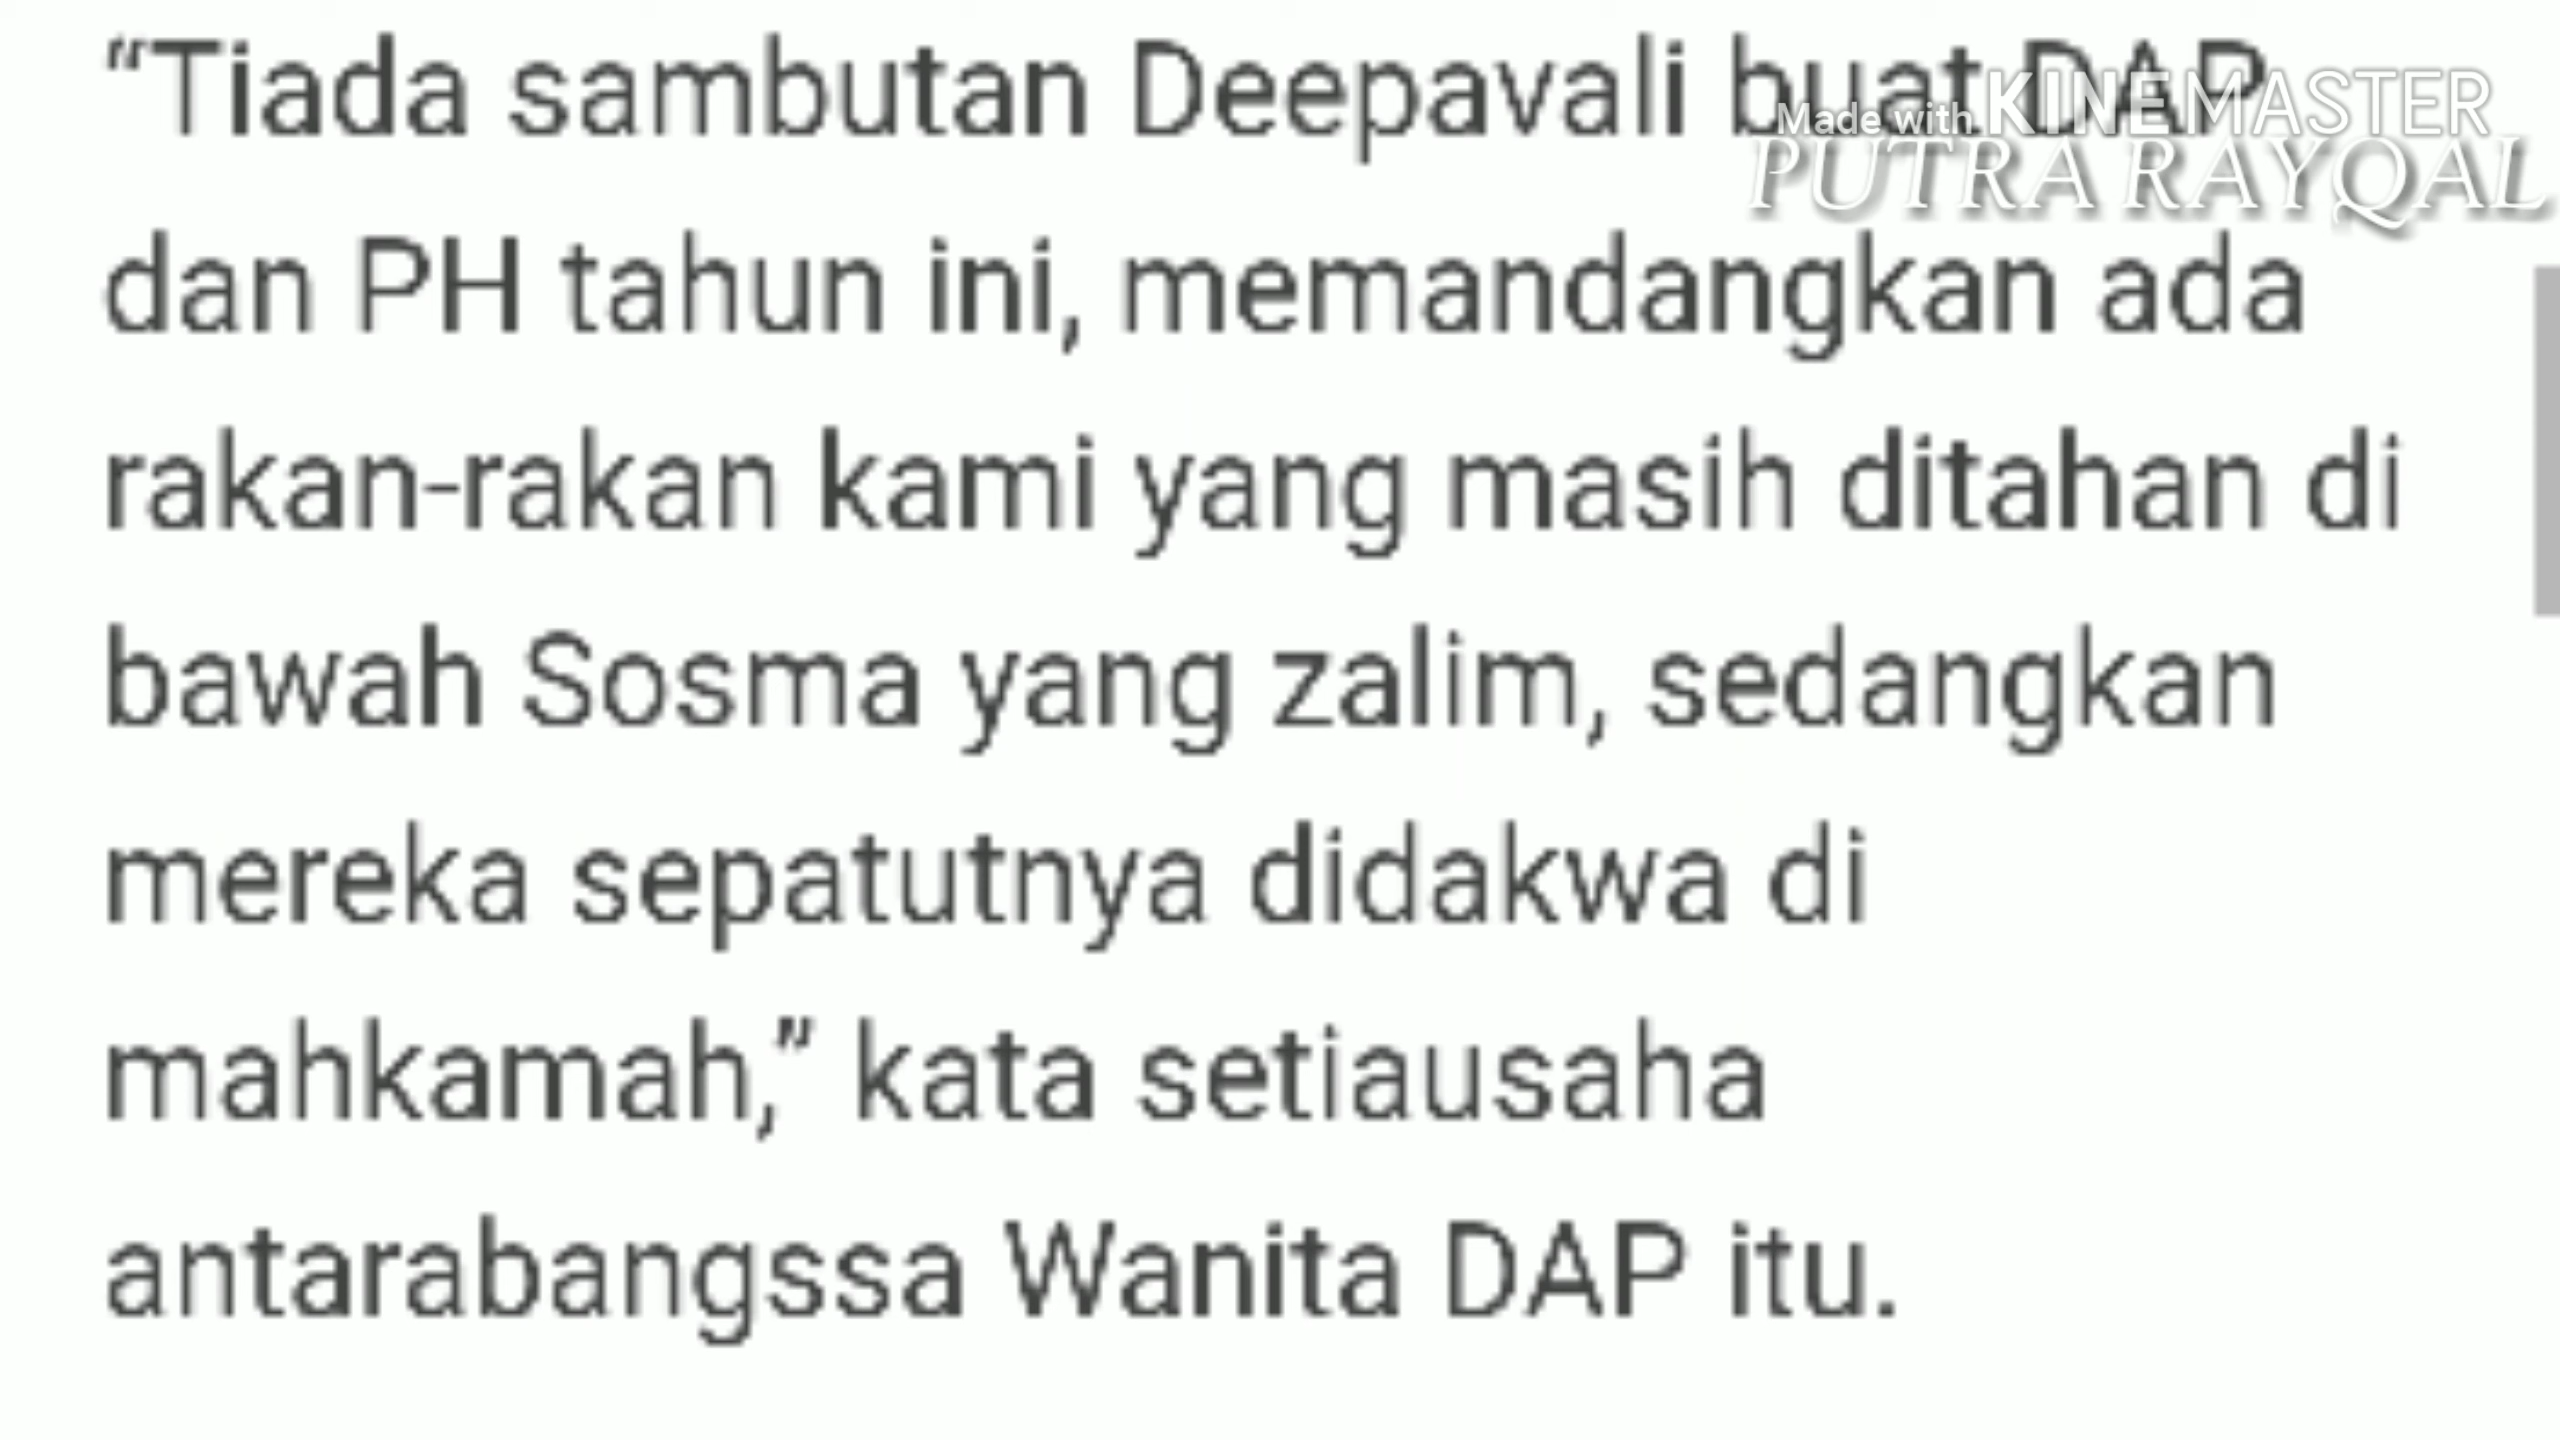 “Tiada sambutan Deepavali buat DAP
Made with KINEMASTER
PUTRA RAYQAL
dan PH tahun ini, memandangkan ada
rakan-rakan kami yang masih ditahan di
bawah Sosma yang zalim, sedangkan
mereka sepatutnya didakwa di
mahkamah,” kata setiausaha
antarabangssa Wanita DAP itu.